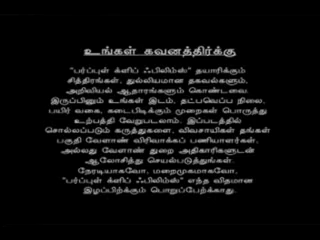 உங்கள் கவனத்திர்க்கு
"பர்ப்புள் க்ளிப் ஃபிலிம்ஸ்" தயாரிக்கும்
சித்திரங்கள், துல்லியமான தகவல்களும்,
அறிவியல் ஆதாரங்களும் கொண்டவை.
இருப்பினும் உங்கள் இடம், தட்பவெப்ப நிலை,
பயிர் வகை, கடைபிடிக்கும் முறைகள் பொருத்து
உற்பத்தி வேறுபடலாம். இப்படத்தில்
சொல்லப்படும் கருத்துகளை, விவசாயிகள் தங்கள்
பகுதி வேளாண் விரிவாக்கப் பணியாளர்கள்,
அல்லது வேளாண் துறை அதிகாரிகளுடன்
ஆலோசித்து செயல்படுத்துங்கள்.
நேரடியாகவோ, மறைமுகமாகவோ,
"பர்ப்புள் க்ளிப் ஃபிலிம்ஸ்" எந்த விதமான
இழப்பிற்க்கும் பொறுப்பேற்க்காது.